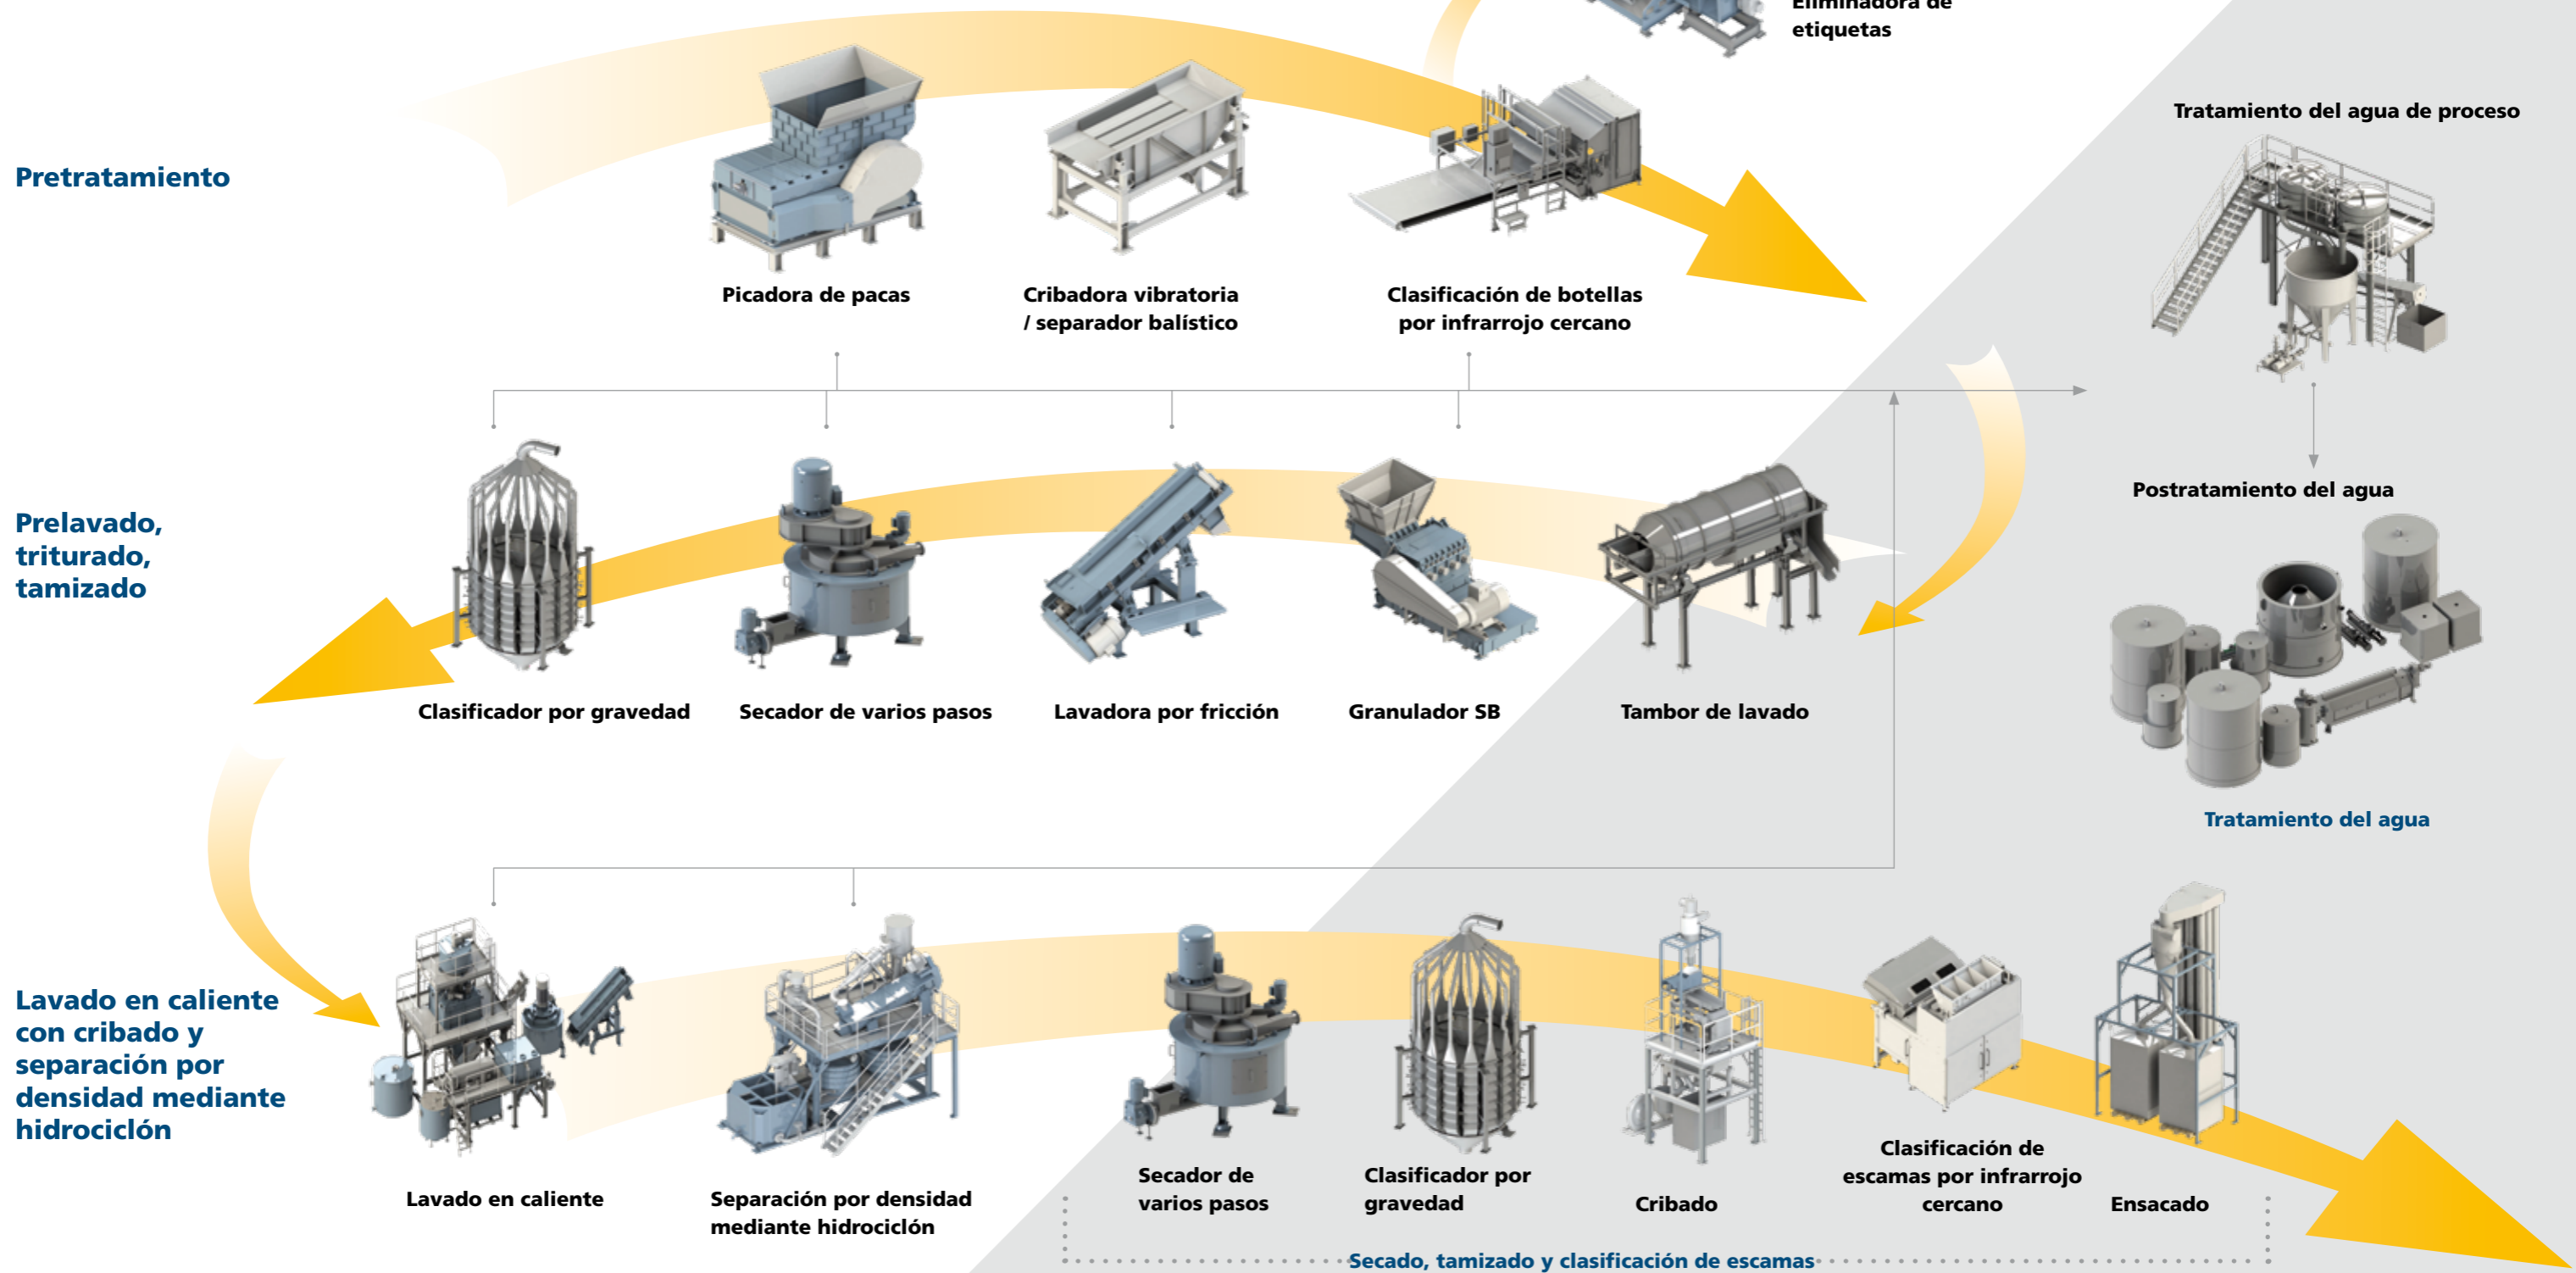 Eliminadora de
etiquetas
Tratamiento del agua de proceso
Pretratamiento
Picadora de pacas
Cribadora vibratoria
/ separador balístico
Clasificación de botellas
por infrarrojo cercano
Postratamiento del agua
Prelavado,
triturado,
tamizado
Clasificador por gravedad
Secador de varios pasos
Lavadora por fricción
Granulador SB
Tambor de lavado
Tratamiento del agua
Lavado en caliente
con cribado y
separación por
densidad mediante
hidrociclón
Lavado en caliente
Separación por densidad
mediante hidrociclón
Secador de
varios pasos
Clasificador por
gravedad
Cribado
Clasificación de
escamas por infrarrojo
cercano
Ensacado
Secado, tamizado y clasificación de escamas